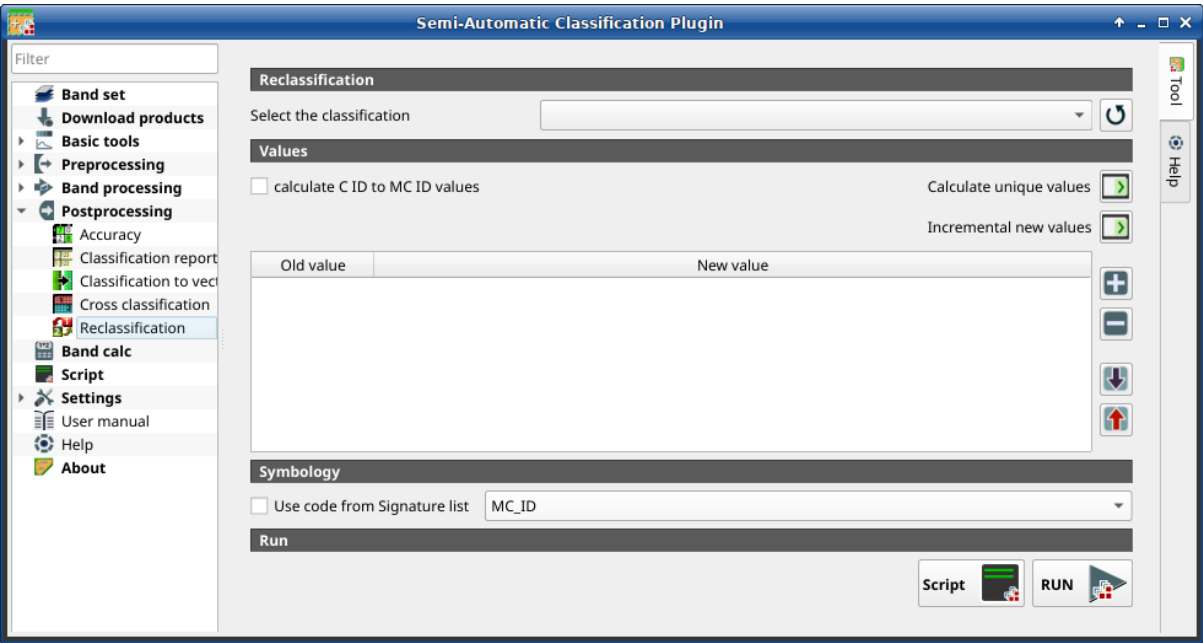 Semi-Automatic Classification Plugin
Filter
Band set
Download products
Basic tools
Preprocessing
Band processing
Postprocessing
Accuracy
Classification report
Classification to vect
Cross classification
Reclassification
Band calc
Script
Settings
User manual
Help
About
Reclassification
Select the classification
Values
calculate C ID to MC ID values
Calculate unique values
Incremental new values
Old value New value
Symbology
Use code from Signature list MC_ID
Run
Script RUN
Tool
Help